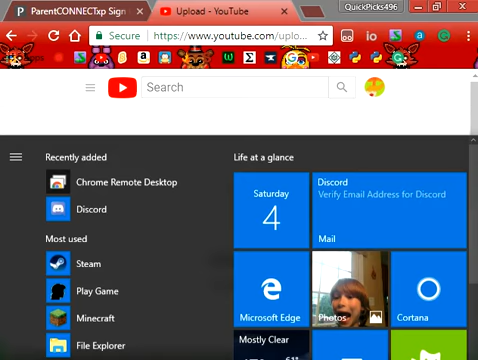 ParentCONNECTxp Sign
Upload - YouTube
QuickPicks496
Secure
https://www.youtube.com/uplo...
Search
Recently added
Chrome Remote Desktop
Discord
Most used
Steam
Play Game
Minecraft
File Explorer
Life at a glance
Saturday
4
Discord
Verify Email Address for Discord
Mail
Microsoft Edge
Photos
Cortana
Mostly Clear